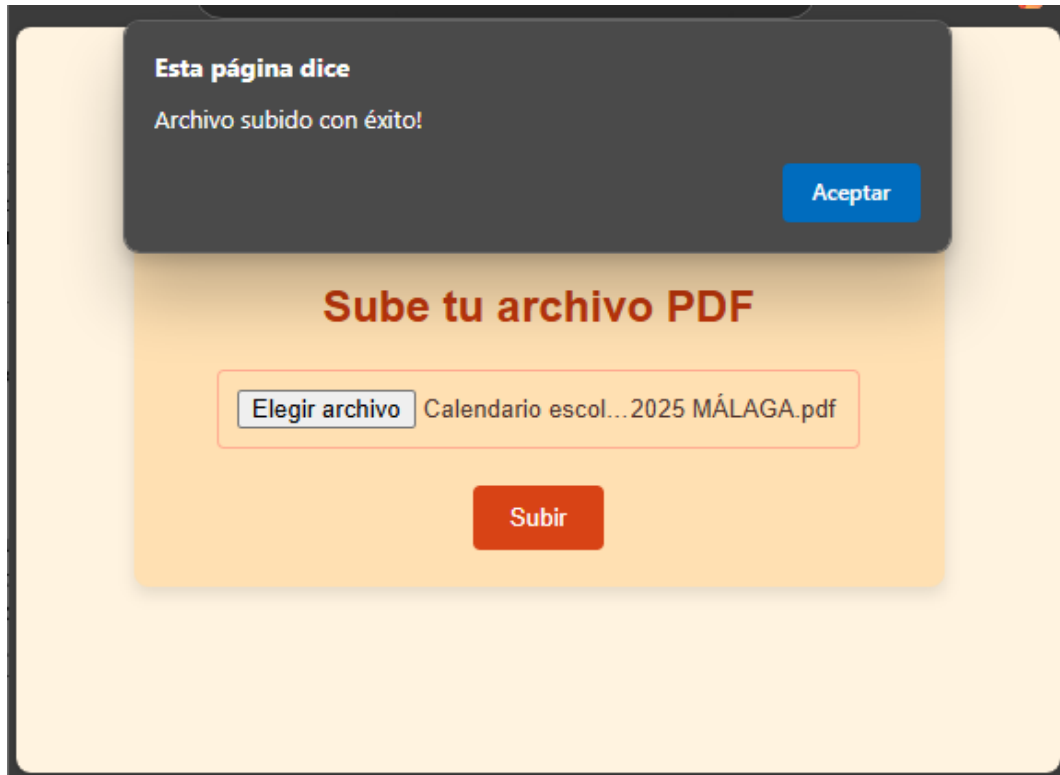 Esta página dice
Archivo subido con éxito!
Aceptar
Sube tu archivo PDF
Elegir archivo Calendario escol...2025 MÁLAGA.pdf
Subir